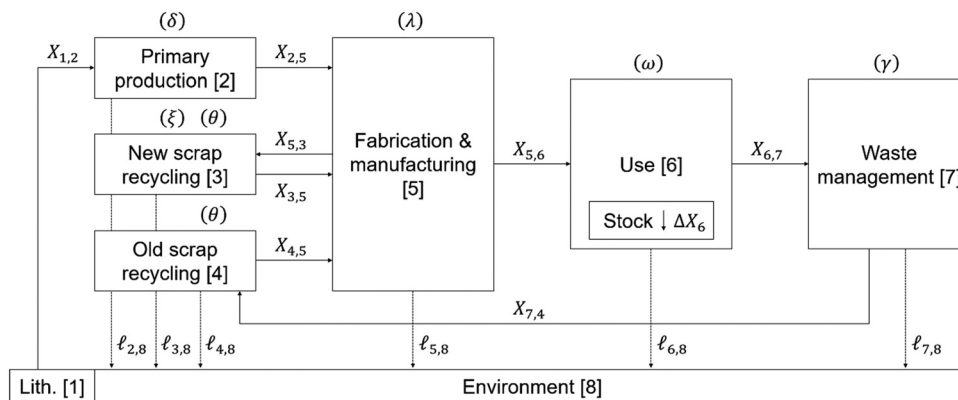 (δ)
(λ)
X1,2
Primary
production [2]
X2,5
(ω)
(γ)
(ξ) (θ)
New scrap
recycling [3]
X5,3
X3,5
Fabrication &
manufacturing
[5]
X5,6
Use [6]
X6,7
Waste
management [7]
Stock ↓ ΔX6
(θ)
Old scrap
recycling [4]
X4,5
X7,4
ℓ2,8
ℓ3,8
ℓ4,8
ℓ5,8
ℓ6,8
ℓ7,8
Lith. [1]
Environment [8]